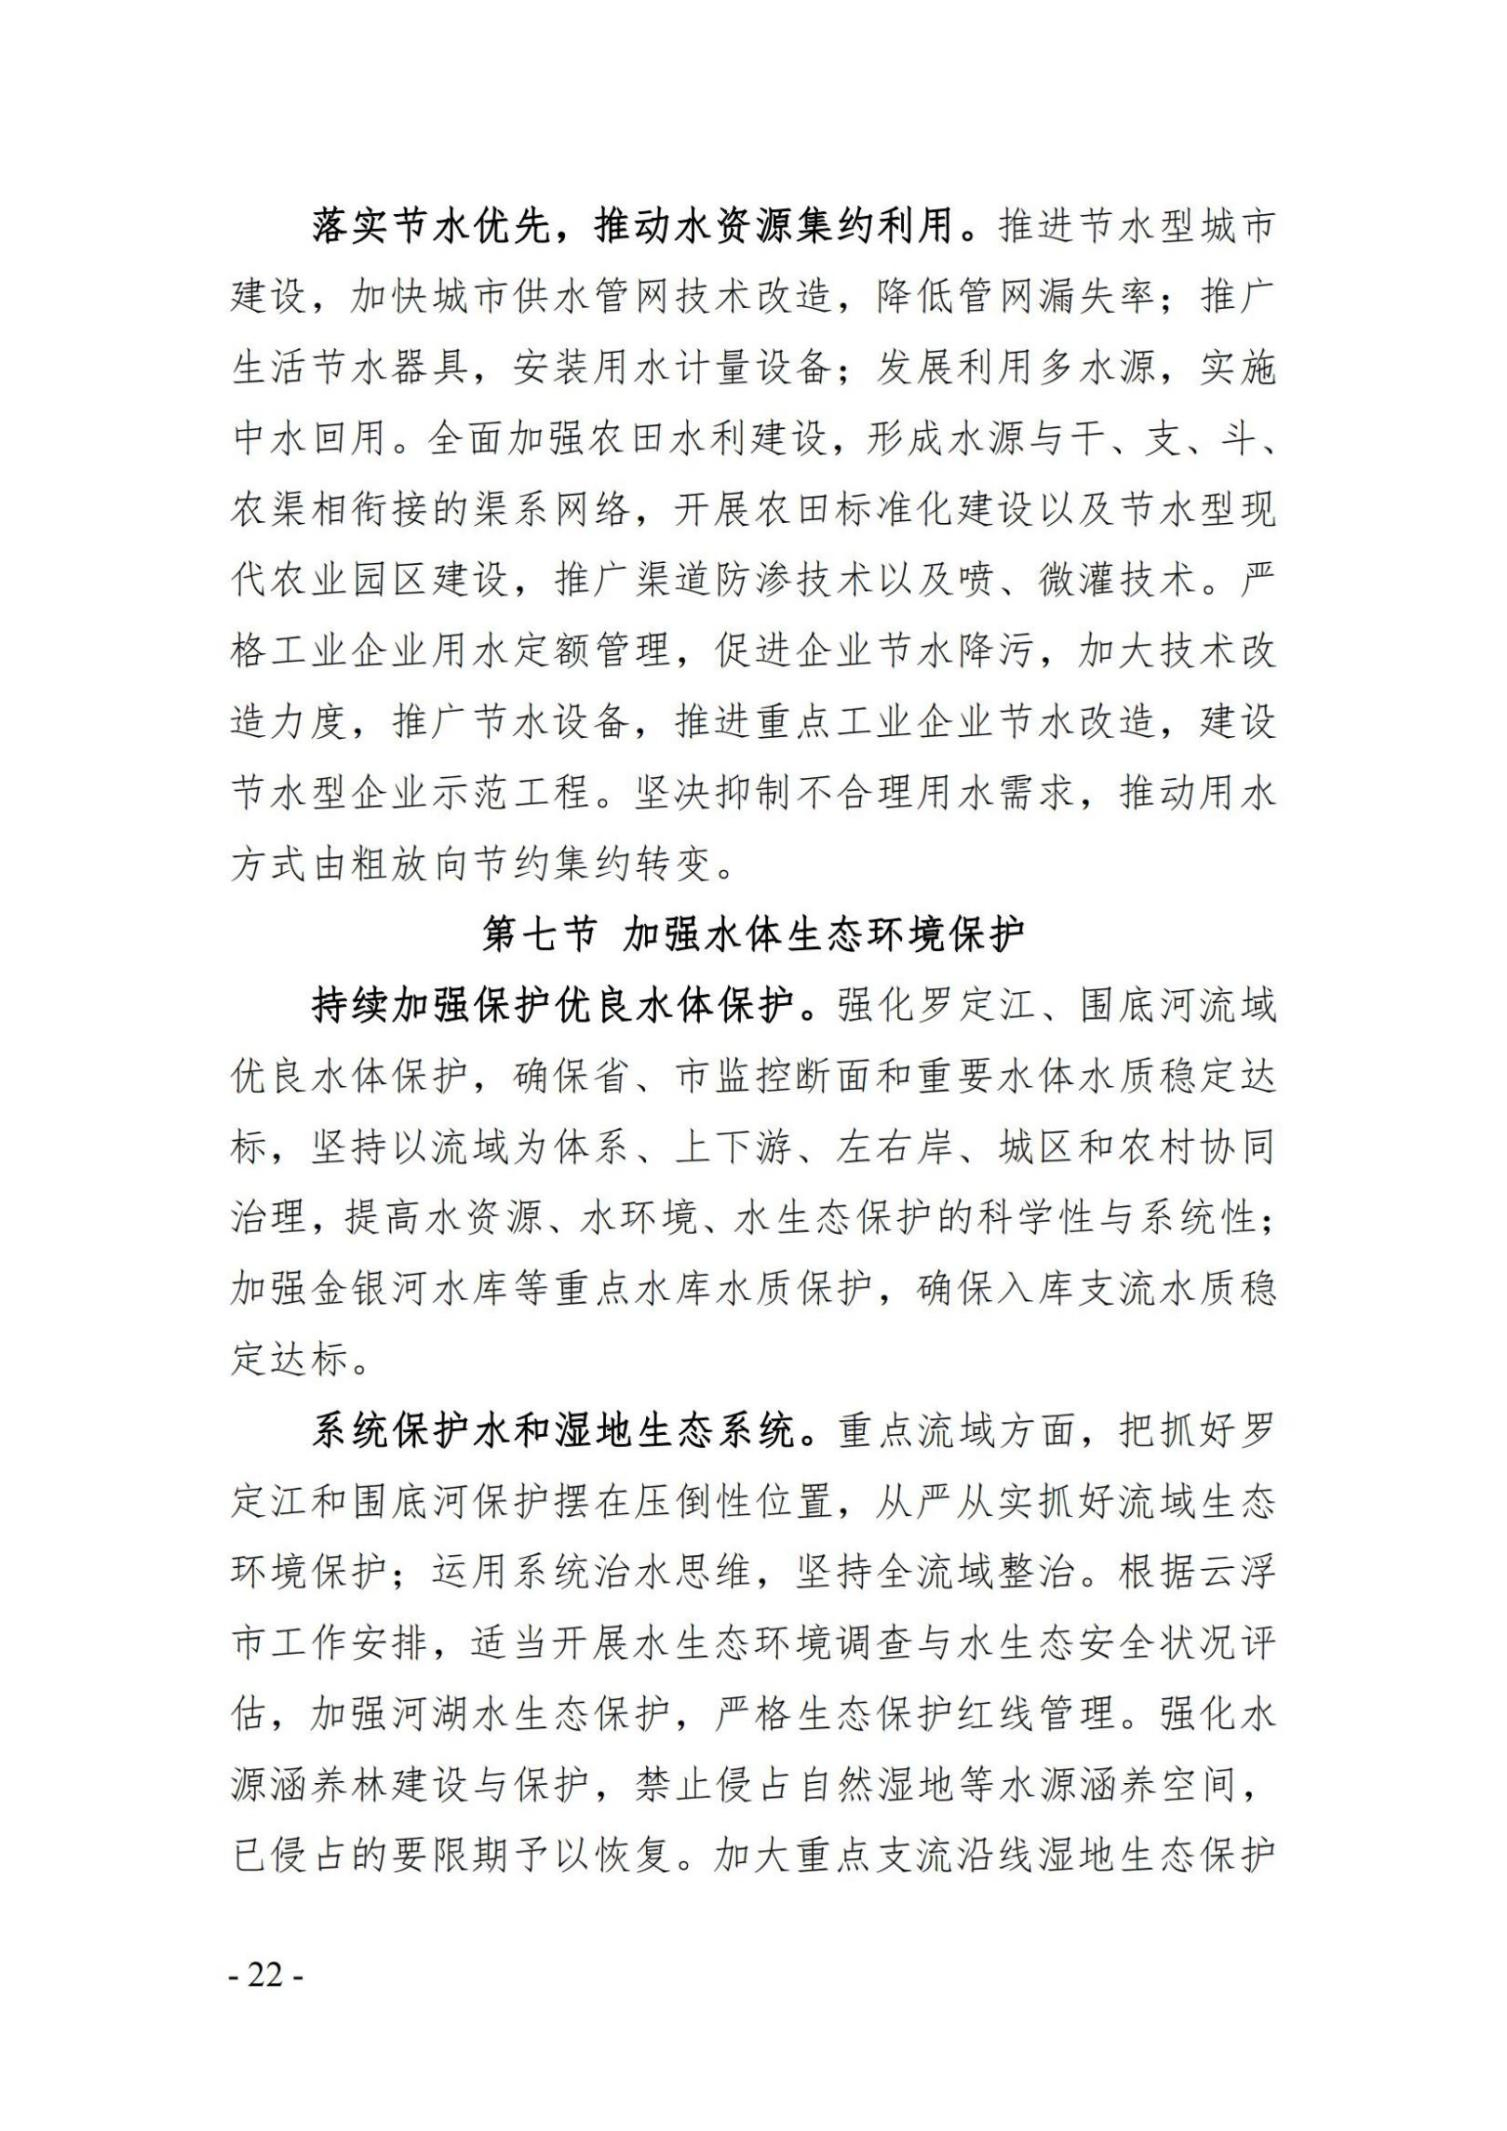 落实节水优先，推动水资源集约利用。推进节水型城市
建设，加快城市供水管网技术改造，降低管网漏失率；推广
生活节水器具，安装用水计量设备；发展利用多水源，实施
中水回用。全面加强农田水利建设，形成水源与干、支、斗、
农渠相衔接的渠系网络，开展农田标准化建设以及节水型现
代农业园区建设，推广渠道防渗技术以及喷、微灌技术。严
格工业企业用水定额管理，促进企业节水降污，加大技术改
造力度，推广节水设备，推进重点工业企业节水改造，建设
节水型企业示范工程。坚决抑制不合理用水需求，推动用水
方式由粗放向节约集约转变。
第七节 加强水体生态环境保护
持续加强保护优良水体保护。强化罗定江、围底河流域
优良水体保护，确保省、市监控断面和重要水体水质稳定达
标，坚持以流域为体系、上下游、左右岸、城区和农村协同
治理，提高水资源、水环境、水生态保护的科学性与系统性；
加强金银河水库等重点水库水质保护，确保入库支流水质稳
定达标。
系统保护水和湿地生态系统。重点流域方面，把抓好罗
定江和围底河保护摆在压倒性位置，从严从实抓好流域生态
环境保护；运用系统治水思维，坚持全流域整治。根据云浮
市工作安排，适当开展水生态环境调查与水生态安全状况评
估，加强河湖水生态保护，严格生态保护红线管理。强化水
源涵养林建设与保护，禁止侵占自然湿地等水源涵养空间，
已侵占的要限期予以恢复。加大重点支流沿线湿地生态保护
- 22 -